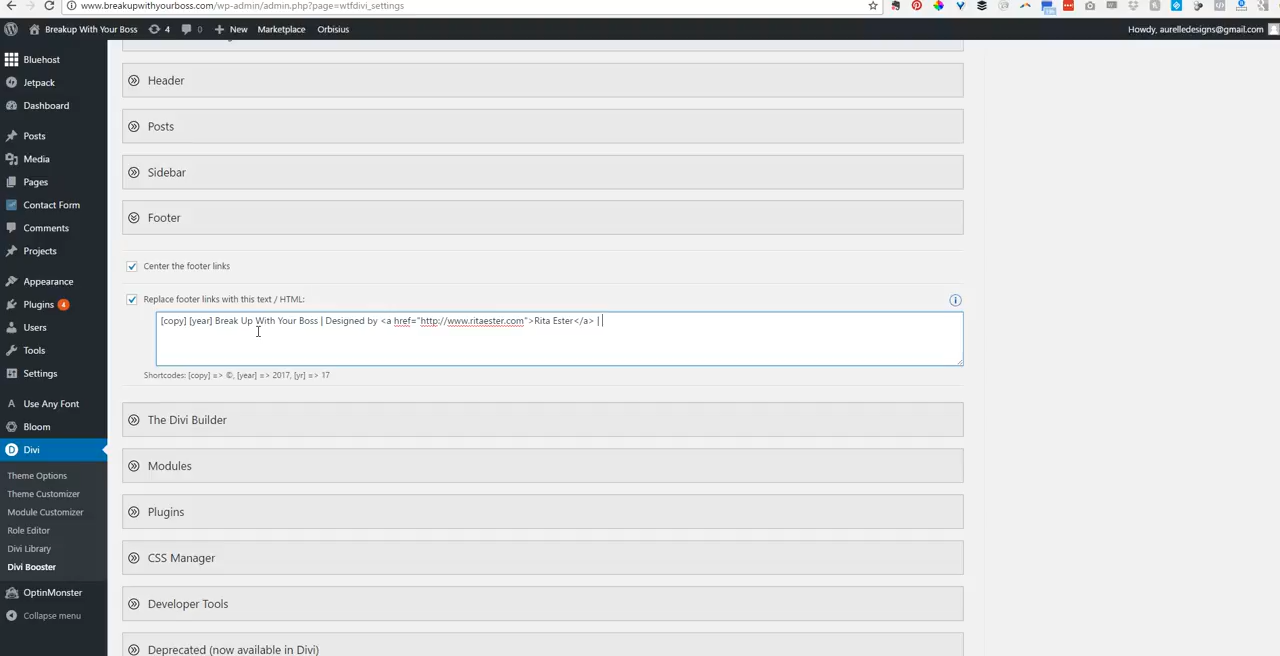 www.breakupwithyourboss.com/wp-admin/admin.php?page=wtfdivi_settings
Breakup With Your Boss 4 0 New Marketplace Orbisius Howdy, aurelledesigns@gmail.com
Bluehost
Jetpack
Dashboard
Posts
Media
Pages
Contact Form
Comments
Projects
Appearance
Plugins 4
Users
Tools
Settings
Use Any Font
Bloom
Divi
Theme Options
Theme Customizer
Module Customizer
Role Editor
Divi Library
Divi Booster
OptinMonster
Collapse menu
Header
Posts
Sidebar
Footer
Center the footer links
Replace footer links with this text / HTML:
[copy] [year] Break Up With Your Boss | Designed by <a href="http://www.ritaester.com">Rita Ester</a> |
Shortcodes: [copy] => ©, [year] => 2017, [yr] => 17
The Divi Builder
Modules
Plugins
CSS Manager
Developer Tools
Deprecated (now available in Divi)